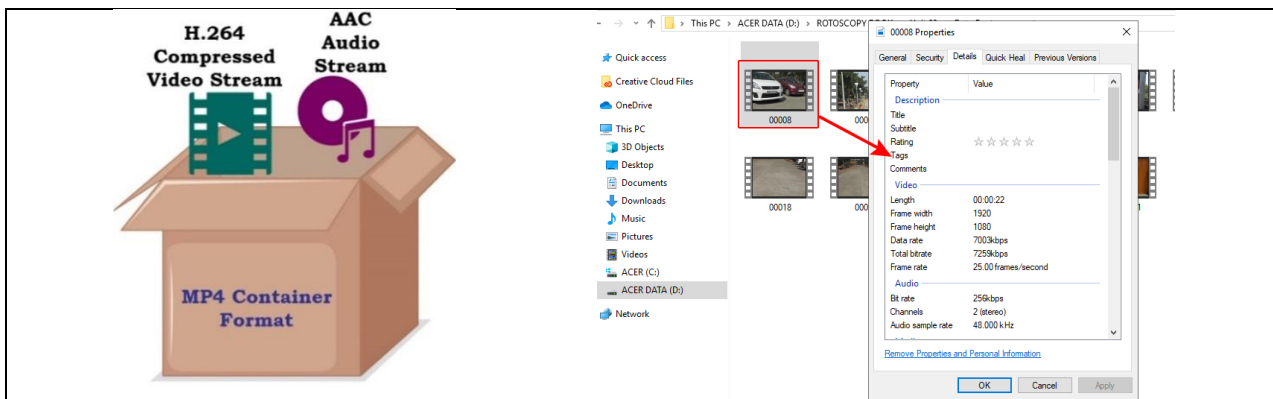 H.264
Compressed
Video Stream
AAC
Audio
Stream
MP4 Container
Format
This PC > ACER DATA (D:) >
Quick access
Creative Cloud Files
OneDrive
This PC
3D Objects
Desktop
Documents
Downloads
Music
Pictures
Videos
ACER (C:)
ACER DATA (D:)
Network
00008
000
00018
000
00008 Properties
General Security Details Quick Heal Previous Versions
Property Value
Description
Title
Subtitle
Rating
Tags
Comments
Video
Length 00:00:22
Frame width 1920
Frame height 1080
Data rate 7003kbps
Total bitrate 7259kbps
Frame rate 25.00 frames/second
Audio
Bit rate 256kbps
Channels 2 (stereo)
Audio sample rate 48.000 kHz
Remove Properties and Personal Information
OK Cancel Apply